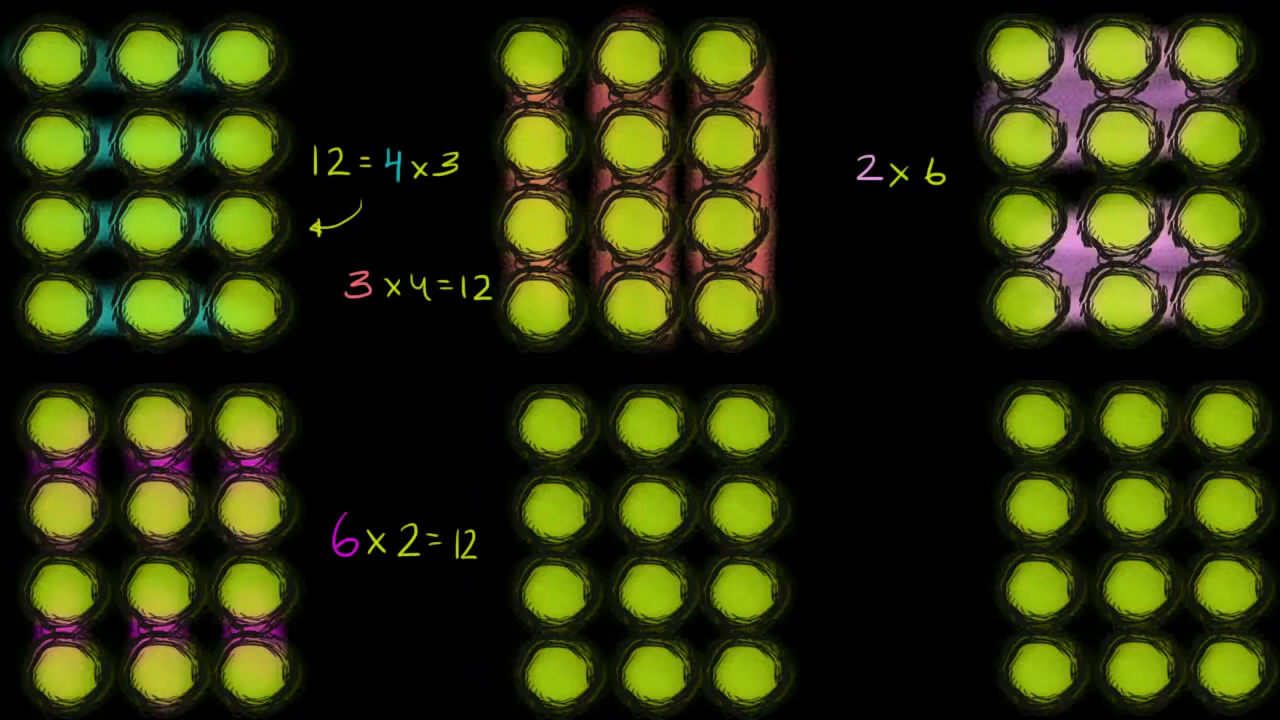 12 = 4 x 3
2 x 6
3 x 4 = 12
6 x 2 = 12